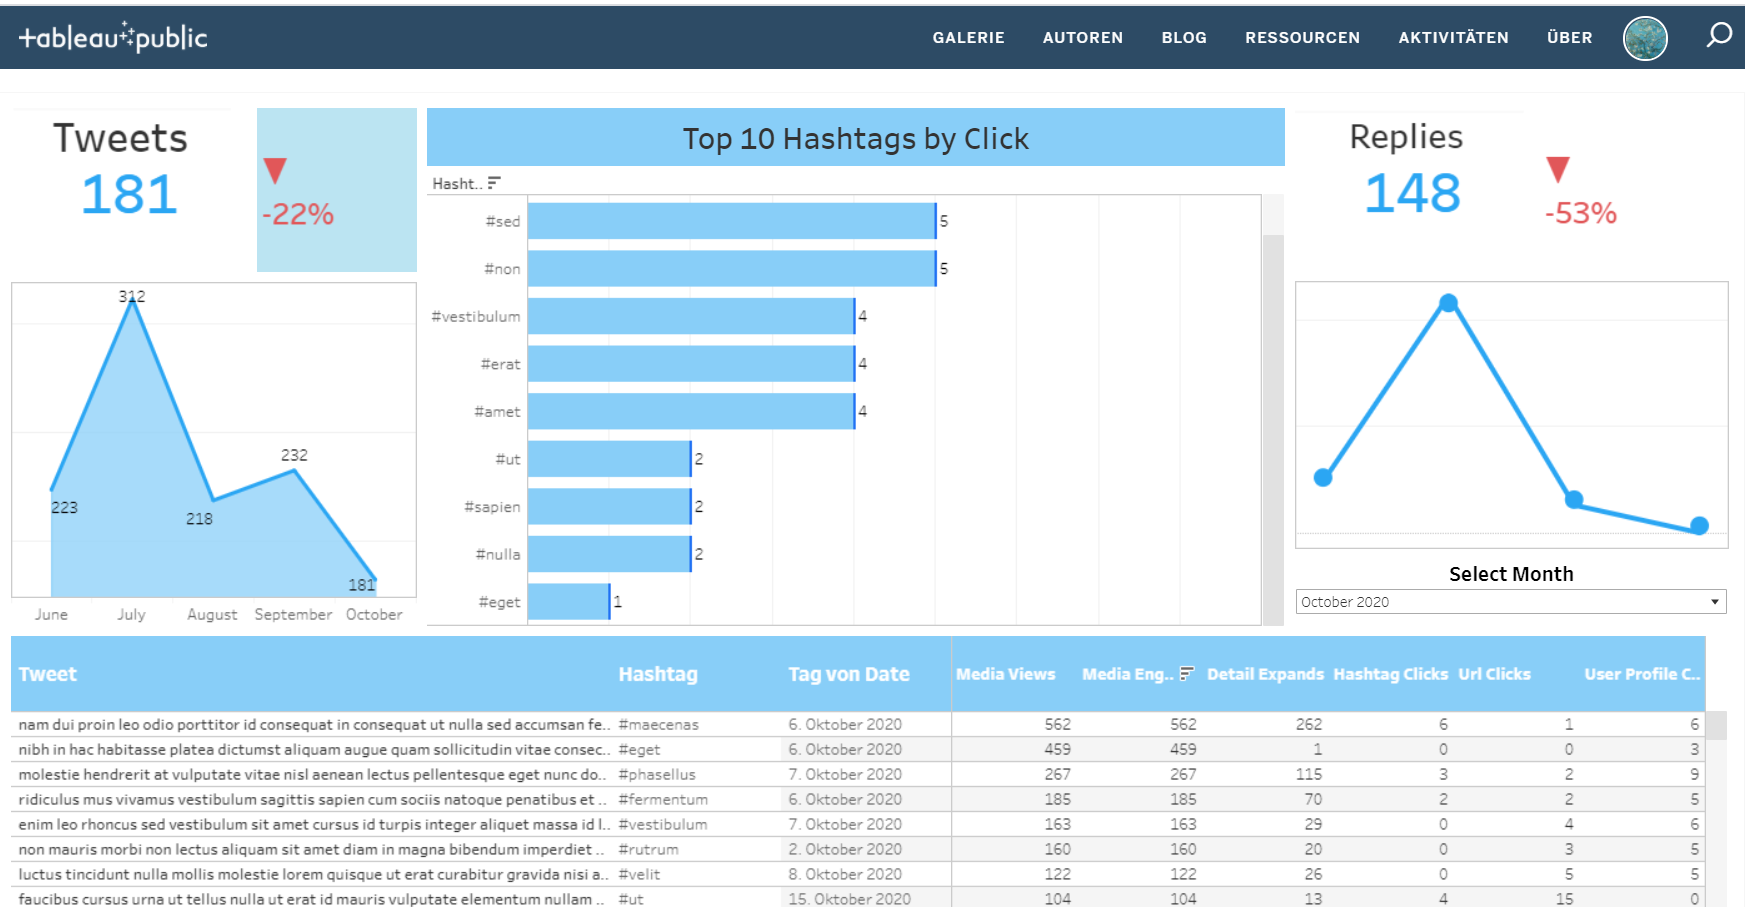 tableau public
GALERIE AUTOREN BLOG RESSOURCEN AKTIVITÄTEN ÜBER
Tweets
181
-22%
312
232
223
218
181
June July August September October
Top 10 Hashtags by Click
Hasht..
#sed 5
#non 5
#vestibulum 4
#erat 4
#amet 4
#ut 2
#sapien 2
#nulla 2
#eget 1
Replies
148
-53%
Select Month
October 2020
Tweet Hashtag Tag von Date Media Views Media Eng.. Detail Expands Hashtag Clicks Url Clicks User Profile C..
nam dui proin leo odio porttitor id consequat in consequat ut nulla sed accumsan fe.. #maecenas 6. Oktober 2020 562 562 262 6 1 6
nibh in hac habitasse platea dictumst aliquam augue quam sollicitudin vitae consec.. #eget 6. Oktober 2020 459 459 1 0 0 3
molestie hendrerit at vulputate vitae nisl aenean lectus pellentesque eget nunc do.. #phasellus 7. Oktober 2020 267 267 115 3 2 9
ridiculus mus vivamus vestibulum sagittis sapien cum sociis natoque penatibus et .. #fermentum 6. Oktober 2020 185 185 70 2 2 5
enim leo rhoncus sed vestibulum sit amet cursus id turpis integer aliquet massa id l.. #vestibulum 7. Oktober 2020 163 163 29 0 4 6
non mauris morbi non lectus aliquam sit amet diam in magna bibendum imperdiet .. #rutrum 2. Oktober 2020 160 160 20 0 3 5
luctus tincidunt nulla mollis molestie lorem quisque ut erat curabitur gravida nisi a.. #velit 8. Oktober 2020 122 122 26 0 5 5
faucibus cursus urna ut tellus nulla ut erat id mauris vulputate elementum nullam .. #ut 15. Oktober 2020 104 104 13 4 15 0